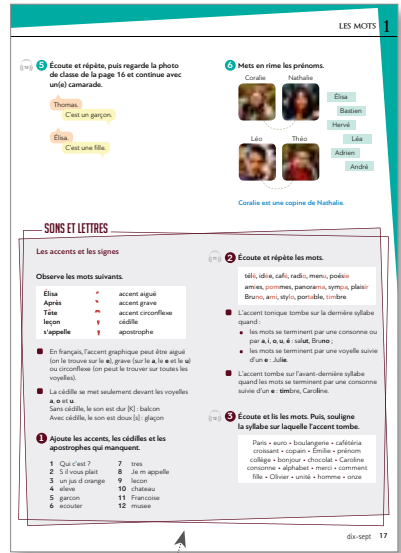 LES MOTS 1
5 Écoute et répète, puis regarde la photo
de classe de la page 16 et continue avec
un(e) camarade.
Thomas.
C'est un garçon.
Élisa.
C'est une fille.
6 Mets en rime les prénoms.
Coralie Nathalie
Léo Théo
Élisa
Bastien
Hervé
Léa
Adrien
André
Coralie est une copine de Nathalie.
SONS ET LETTRES
Les accents et les signes
Observe les mots suivants.
Élisa ´ accent aigu
Après ` accent grave
Tête ˆ accent circonflexe
leçon ¸ cédille
s'appelle ' apostrophe
En français, l'accent graphique peut être aigu
(on le trouve sur le e), grave (sur le a, le e et le u)
ou circonflexe (on peut le trouver sur toutes les
voyelles).
La cédille se met seulement devant les voyelles
a, o et u.
Sans cédille, le son est dur [K] : balcon
Avec cédille, le son est doux [s] : glaçon
1 Ajoute les accents, les cédilles et les
apostrophes qui manquent.
1 Qui c'est ?
2 S il vous plait
3 un jus d orange
4 eleve
5 garcon
6 ecouter
7 tres
8 Je m appelle
9 lecon
10 chateau
11 Francoise
12 musee
2 Écoute et répète les mots.
télé, idée, café, radio, menu, poésie
amies, pommes, panorama, sympa, plaisir
Bruno, ami, stylo, portable, timbre
L'accent tonique tombe sur la dernière syllabe
quand :
• les mots se terminent par une consonne ou
par a, i, o, u, é : salut, Bruno ;
• les mots se terminent par une voyelle suivie
d'un e : Julie.
L'accent tombe sur l'avant-dernière syllabe
quand les mots se terminent par une consonne
suivie d'un e : timbre, Caroline.
3 Écoute et lis les mots. Puis, souligne
la syllabe sur laquelle l'accent tombe.
Paris • euro • boulangerie • cafétéria
croissant • copain • Émilie • prénom
collège • bonjour • chocolat • Caroline
consonne • alphabet • merci • comment
fille • Olivier • unité • homme • onze
dix-sept 17